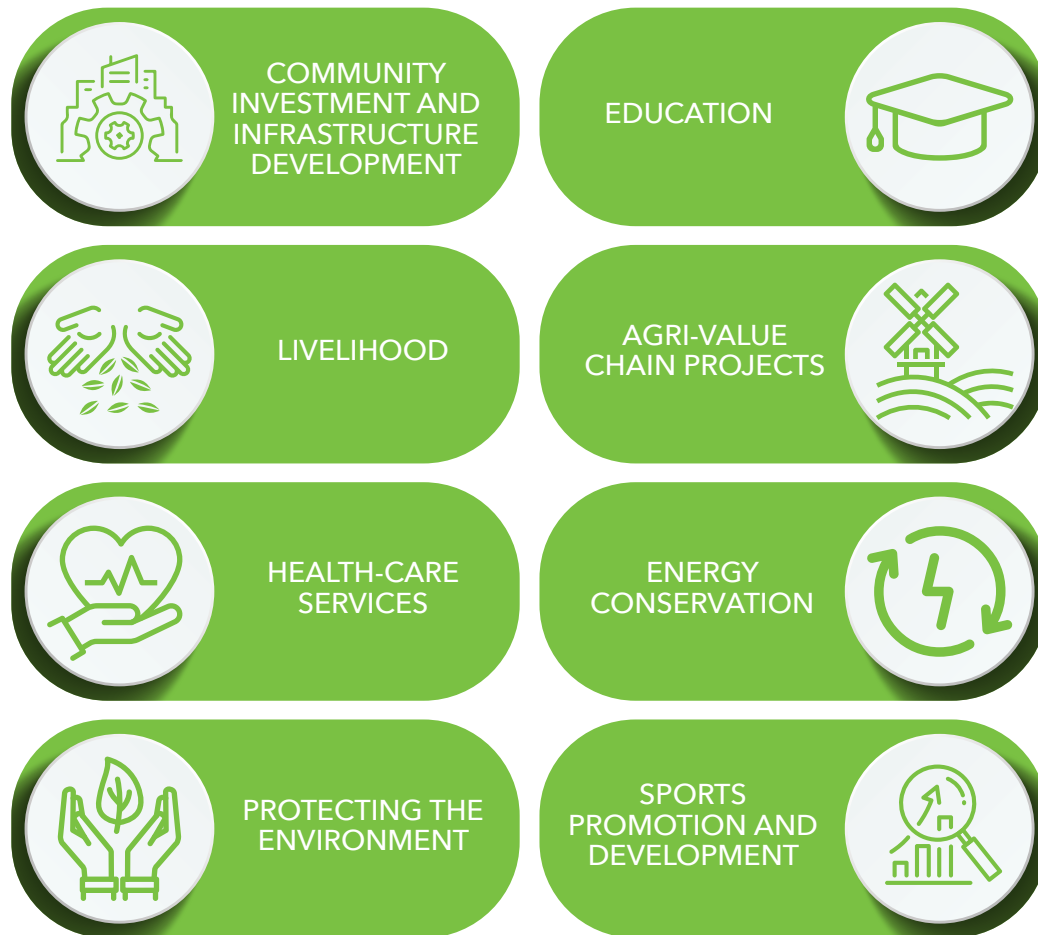 COMMUNITY
INVESTMENT AND
INFRASTRUCTURE
DEVELOPMENT
EDUCATION
LIVELIHOOD
AGRI-VALUE
CHAIN PROJECTS
HEALTH-CARE
SERVICES
ENERGY
CONSERVATION
PROTECTING THE
ENVIRONMENT
SPORTS
PROMOTION AND
DEVELOPMENT